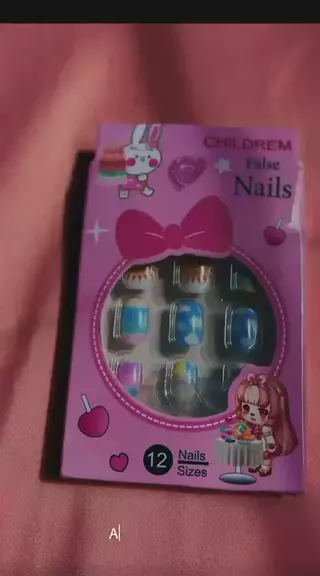 CHILDREM
False
Nails
12
Nails
Sizes
A